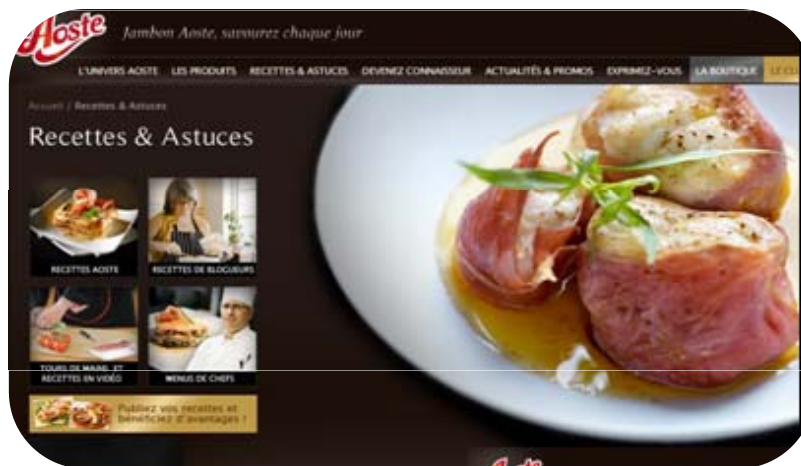 Aoste
Jambon Aoste, savourez chaque jour
L'UNIVERS AOSTE LES PRODUITS RECETTES & ASTUCES DEVENEZ CONNAISSEUR ACTUALITÉS & PROMOS EXPRIMEZ-VOUS LA BOUTIQUE LE CLU
Accueil / Recettes & Astuces
Recettes & Astuces
RECETTES AOSTE
RECETTES DE BLOGUEURS
TOURS DE MAINS ET
RECETTES EN VIDÉO
MENUS DE CHEFS
Publiez vos recettes et
bénéficiez d'avantages !